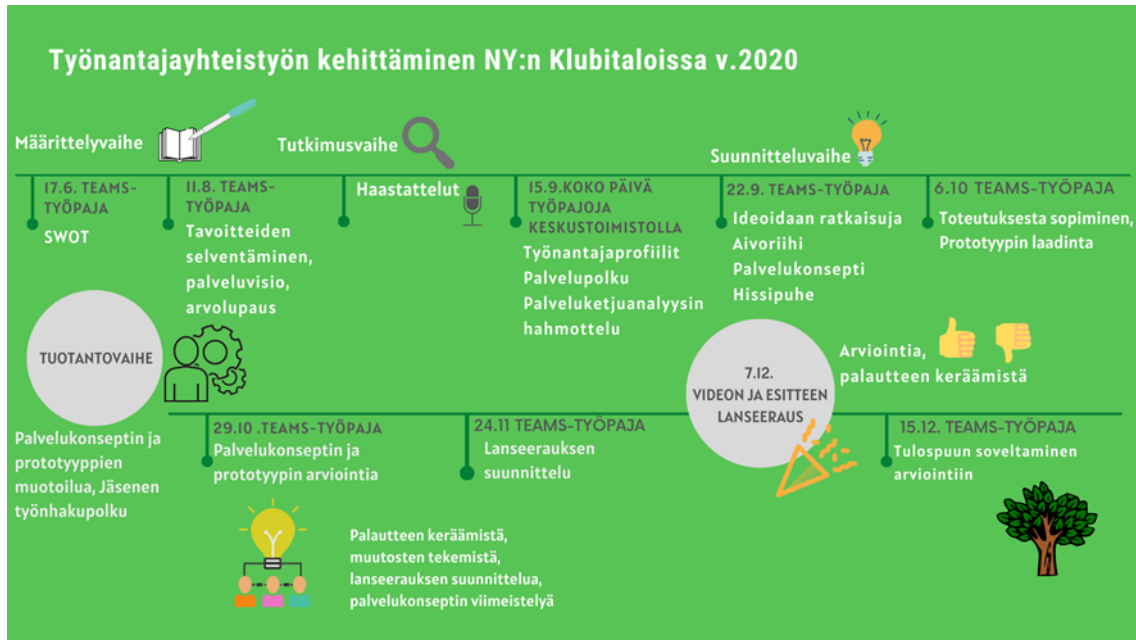 Työnantajayhteistyön kehittäminen NY:n Klubitaloissa v.2020
Määrittelyvaihe
Tutkimusvaihe
Suunnitteluvaihe
17.6. TEAMS-
TYÖPAJA
SWOT
11.8. TEAMS-
TYÖPAJA
Tavoitteiden
selventäminen,
palveluvisio,
arvolupaus
Haastattelut
15.9.KOKO PÄIVÄ
TYÖPAJOJA
KESKUSTOIMISTOLLA
Työnantajaprofiilit
Palvelupolku
Palveluketjuanalyysin
hahmottelu
22.9. TEAMS-TYÖPAJA
Ideoidaan ratkaisuja
Aivoriihi
Palvelukonsepti
Hissipuhe
6.10 TEAMS-TYÖPAJA
Toteutuksesta sopiminen,
Prototyypin laadinta
TUOTANTOVAIHE
Palvelukonseptin ja
prototyyppien
muotoilua, Jäsenen
työnhakupolku
29.10 .TEAMS-TYÖPAJA
Palvelukonseptin ja
prototyypin arviointia
Palautteen keräämistä,
muutosten tekemistä,
lanseerauksen suunnittelua,
palvelukonseptin viimeistelyä
24.11 TEAMS-TYÖPAJA
Lanseerauksen
suunnittelu
7.12.
VIDEON JA ESITTEEN
LANSEERAUS
Arviointia,
palautteen keräämistä
15.12. TEAMS-TYÖPAJA
Tulospuun soveltaminen
arviointiin